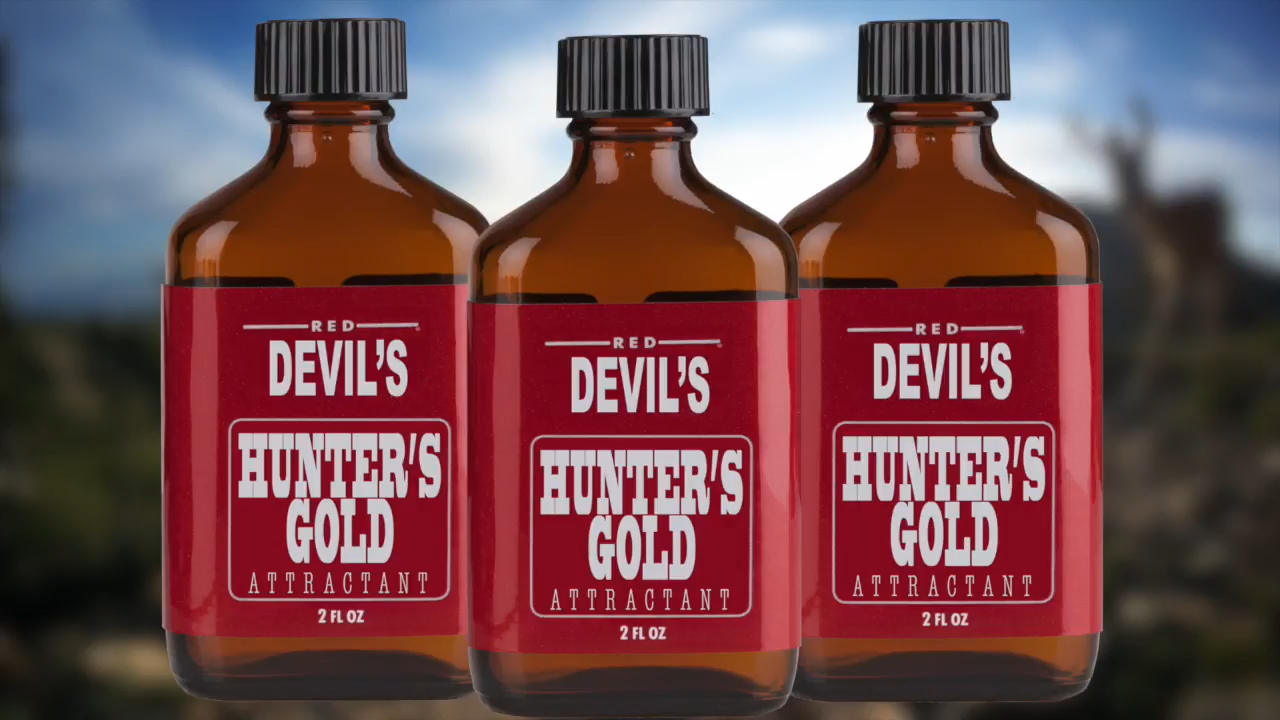 RED
DEVIL'S
HUNTER'S
GOLD
ATTRACTANT
2 FL OZ
RED
DEVIL'S
HUNTER'S
GOLD
ATTRACTANT
2 FL OZ
RED
DEVIL'S
HUNTER'S
GOLD
ATTRACTANT
2 FL OZ